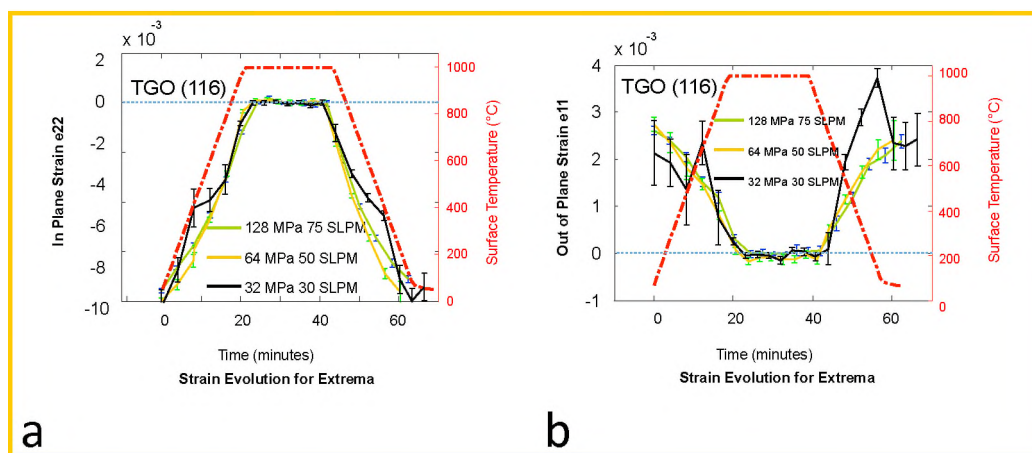 x 10⁻³
TGO (116)
2
0
-2
-4
-6
-8
-10
In Plane Strain e22
128 MPa 75 SLPM
64 MPa 50 SLPM
32 MPa 30 SLPM
1000
800
600
400
200
0
Surface Temperature (°C)
0 20 40 60
Time (minutes)
Strain Evolution for Extrema
a
x 10⁻³
TGO (116)
4
3
2
1
0
-1
Out of Plane Strain e11
128 MPa 75 SLPM
64 MPa 50 SLPM
32 MPa 30 SLPM
1000
800
600
400
200
0
Surface Temperature (°C)
0 20 40 60
Time (minutes)
Strain Evolution for Extrema
b